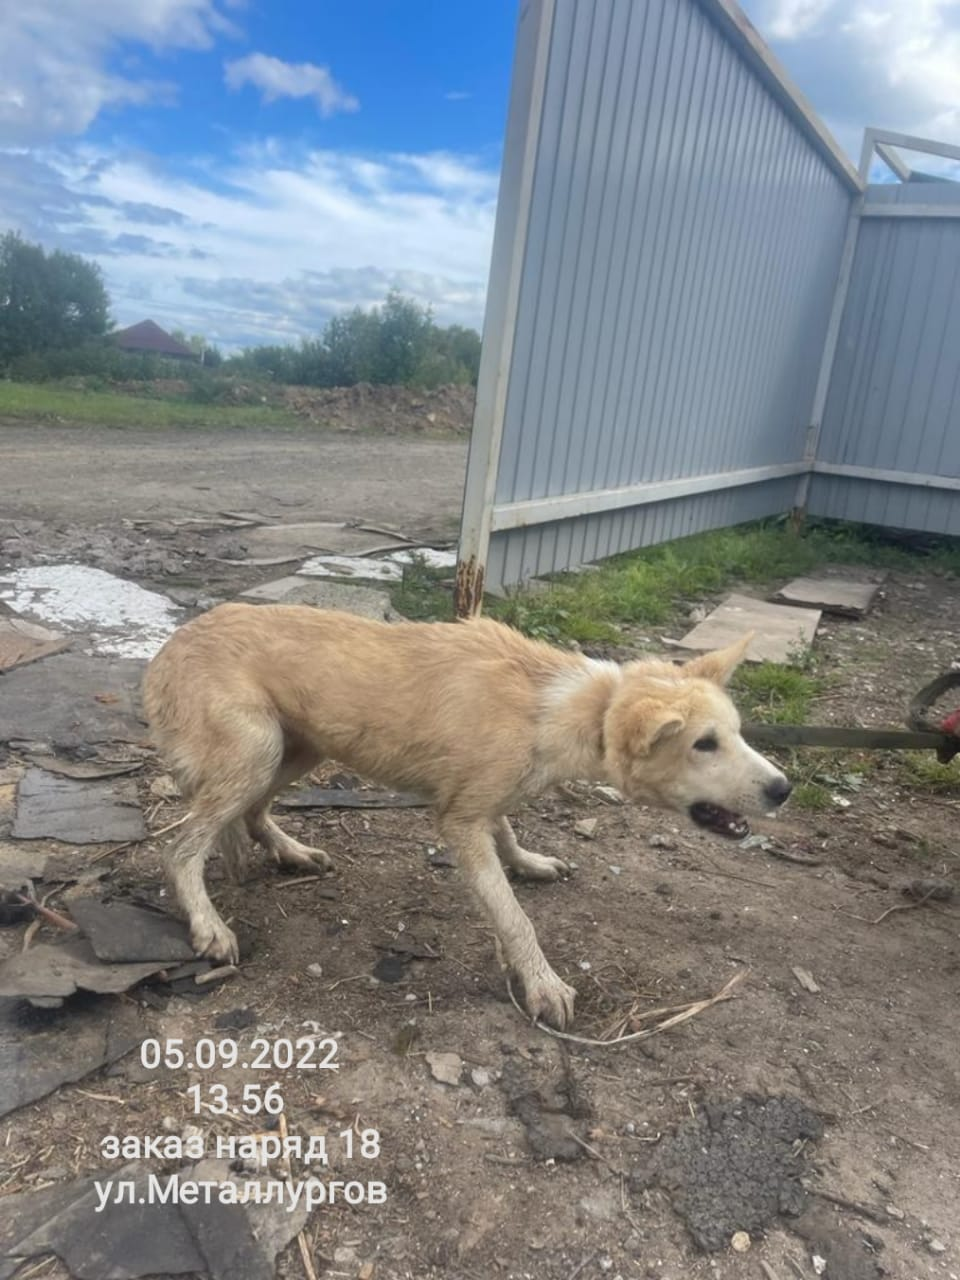 05.09.2022
13.56
заказ наряд 18
ул.Металлургов